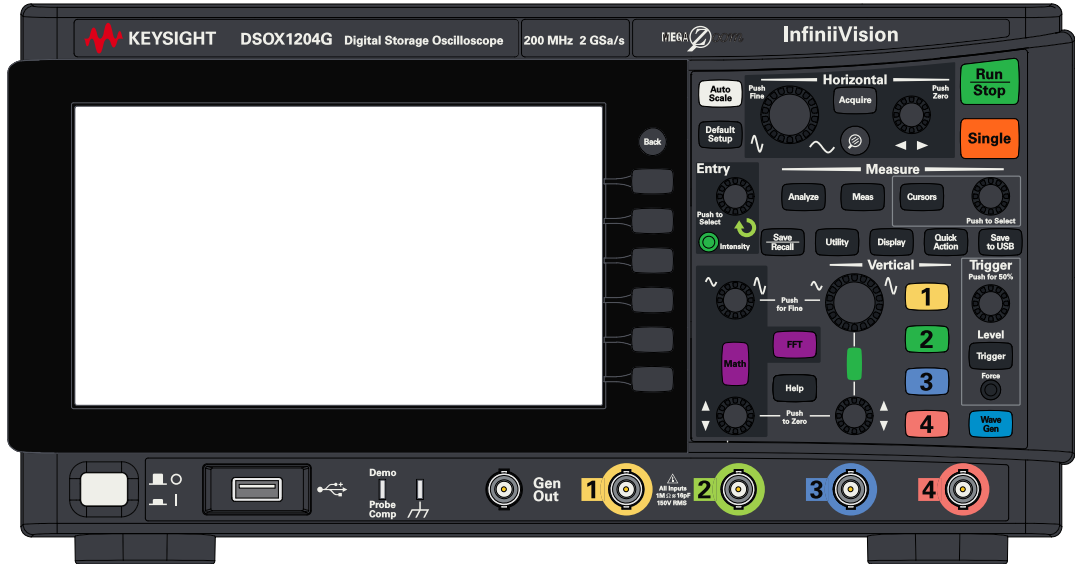 KEYSIGHT DSOX1204G Digital Storage Oscilloscope 200 MHz 2 GSa/s MEGA InfiniiVision
Auto
Scale
Push
Fine
Horizontal
Acquire
Push
Zero
Run
Stop
Default
Setup
Single
Back
Entry
Push to
Select
Intensity
Measure
Analyze
Meas
Cursors
Push to Select
Save
Recall
Utility
Display
Quick
Action
Save
to USB
Vertical
Push
for Fine
Trigger
Push for 50%
1
2
3
4
Level
Trigger
Force
FFT
Math
Help
Push
to Zero
Wave
Gen
Demo
Probe
Comp
Gen
Out
1
All Inputs
1MΩ ≅ 16pF
150V RMS
2
3
4